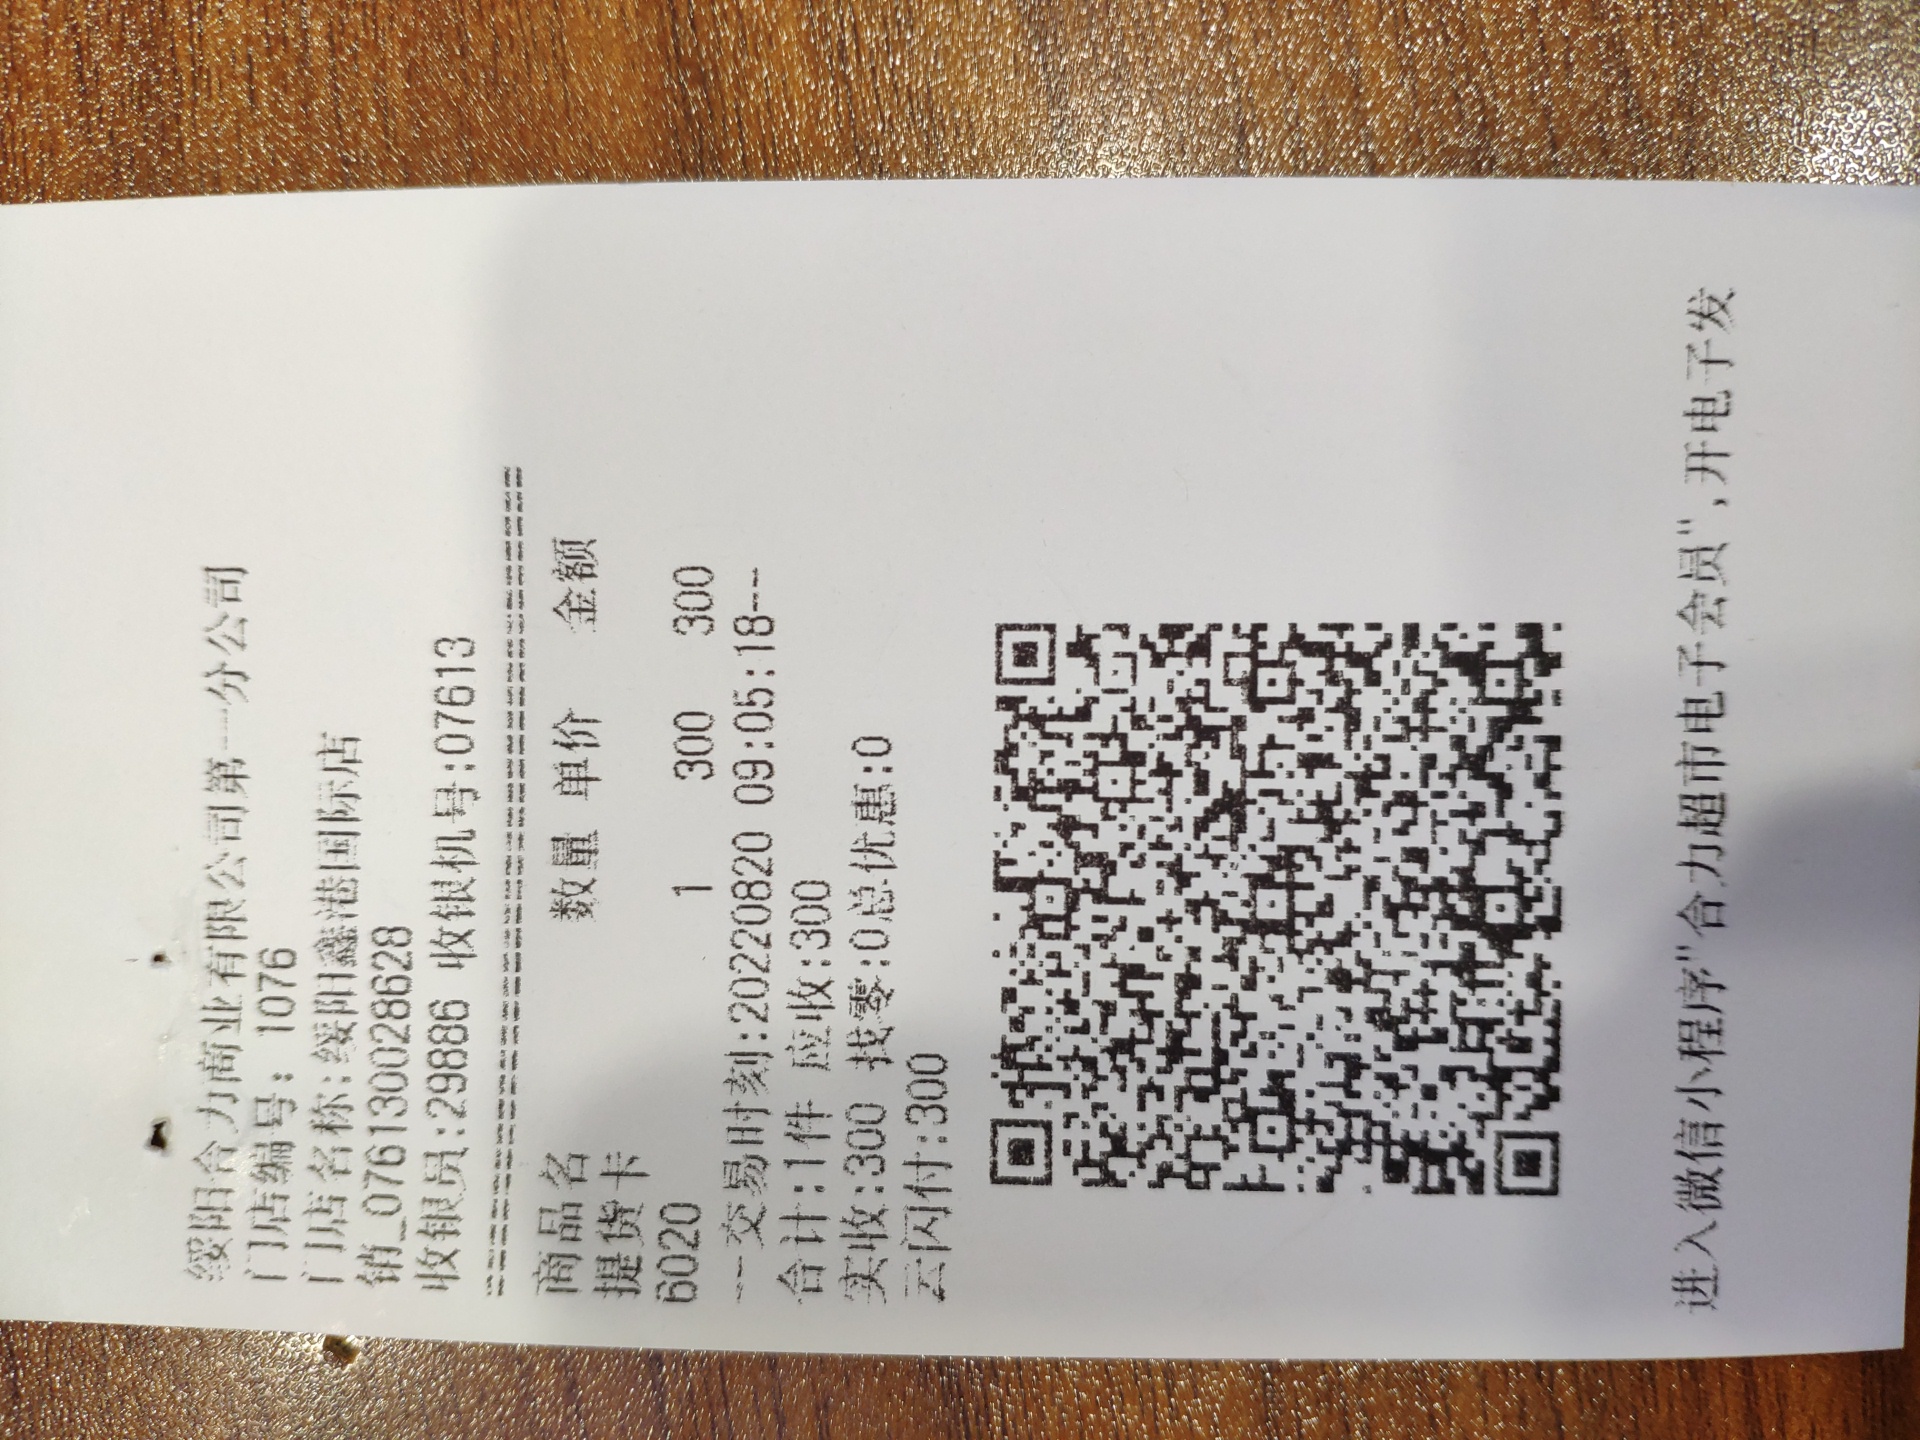 绥阳合力商业有限公司第一分公司
门店编号: 1076
门店名称:绥阳鑫港国际店
销_0761300286​28
收银员:29886 收银机号:07613
========================================
商品名 数量 单价 金额
提货卡
6020 1 300 300
--交易时刻:20220820 09:05:18---
合计:1件 应收:300
实收:300 找零:0总优惠:0
云闪付:300
进入微信小程序"合力超市电子会员",开电子发